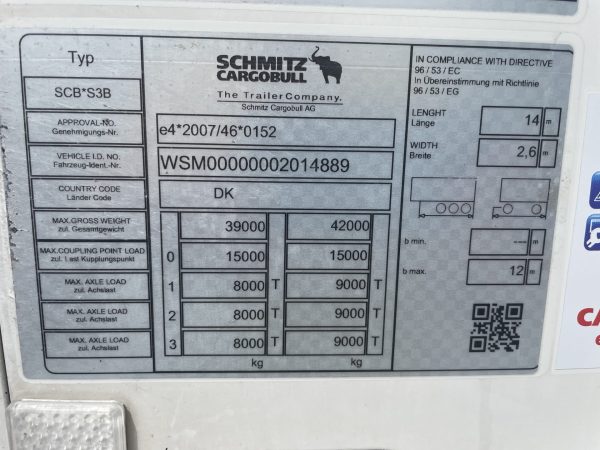 Typ
SCB*S3B
SCHMITZ
CARGOBULL
The TrailerCompany.
Schmitz Cargobull AG
IN COMPLIANCE WITH DIRECTIVE
96 / 53 / EC
In Übereinstimmung mit Richtlinie
96 / 53 / EG
APPROVAL-NO.
Genehmigungs-Nr.
e4*2007/46*0152
LENGHT
Länge
14 m
VEHICLE I.D. NO.
Fahrzeug-Ident.-Nr.
WSM00000002014889
WIDTH
Breite
2,6 m
COUNTRY CODE
Länder Code
DK
MAX.GROSS WEIGHT
zul. Gesamtgewicht
39000 42000
MAX.COUPLING POINT LOAD
zul. Last Kupplungspunkt
0 15000 15000
b min. --- m
MAX. AXLE LOAD
zul. Achslast
1 8000 T 9000 T
b max. 12 m
MAX. AXLE LOAD
zul. Achslast
2 8000 T 9000 T
MAX. AXLE LOAD
zul. Achslast
3 8000 T 9000 T
kg kg
CA
e